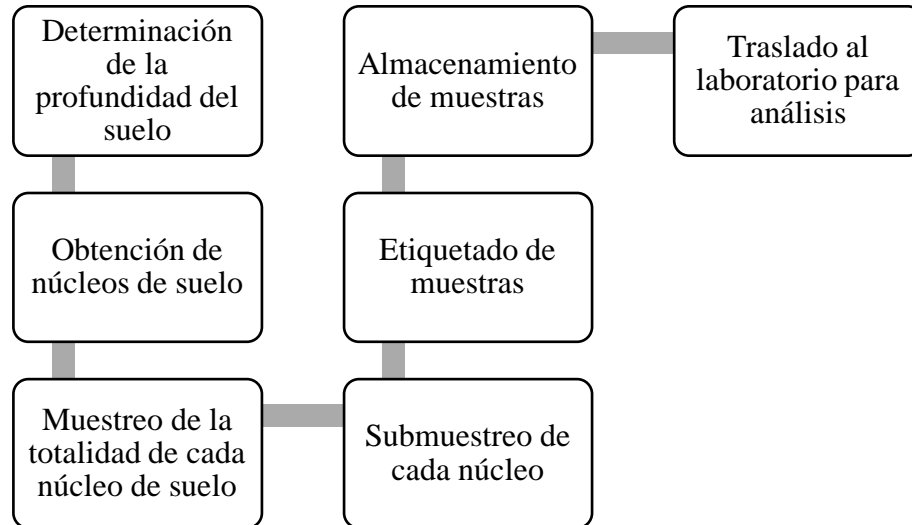 Determinación
de la
profundidad del
suelo
Obtención de
núcleos de suelo
Muestreo de la
totalidad de cada
núcleo de suelo
Submuestreo de
cada núcleo
Etiquetado de
muestras
Almacenamiento
de muestras
Traslado al
laboratorio para
análisis